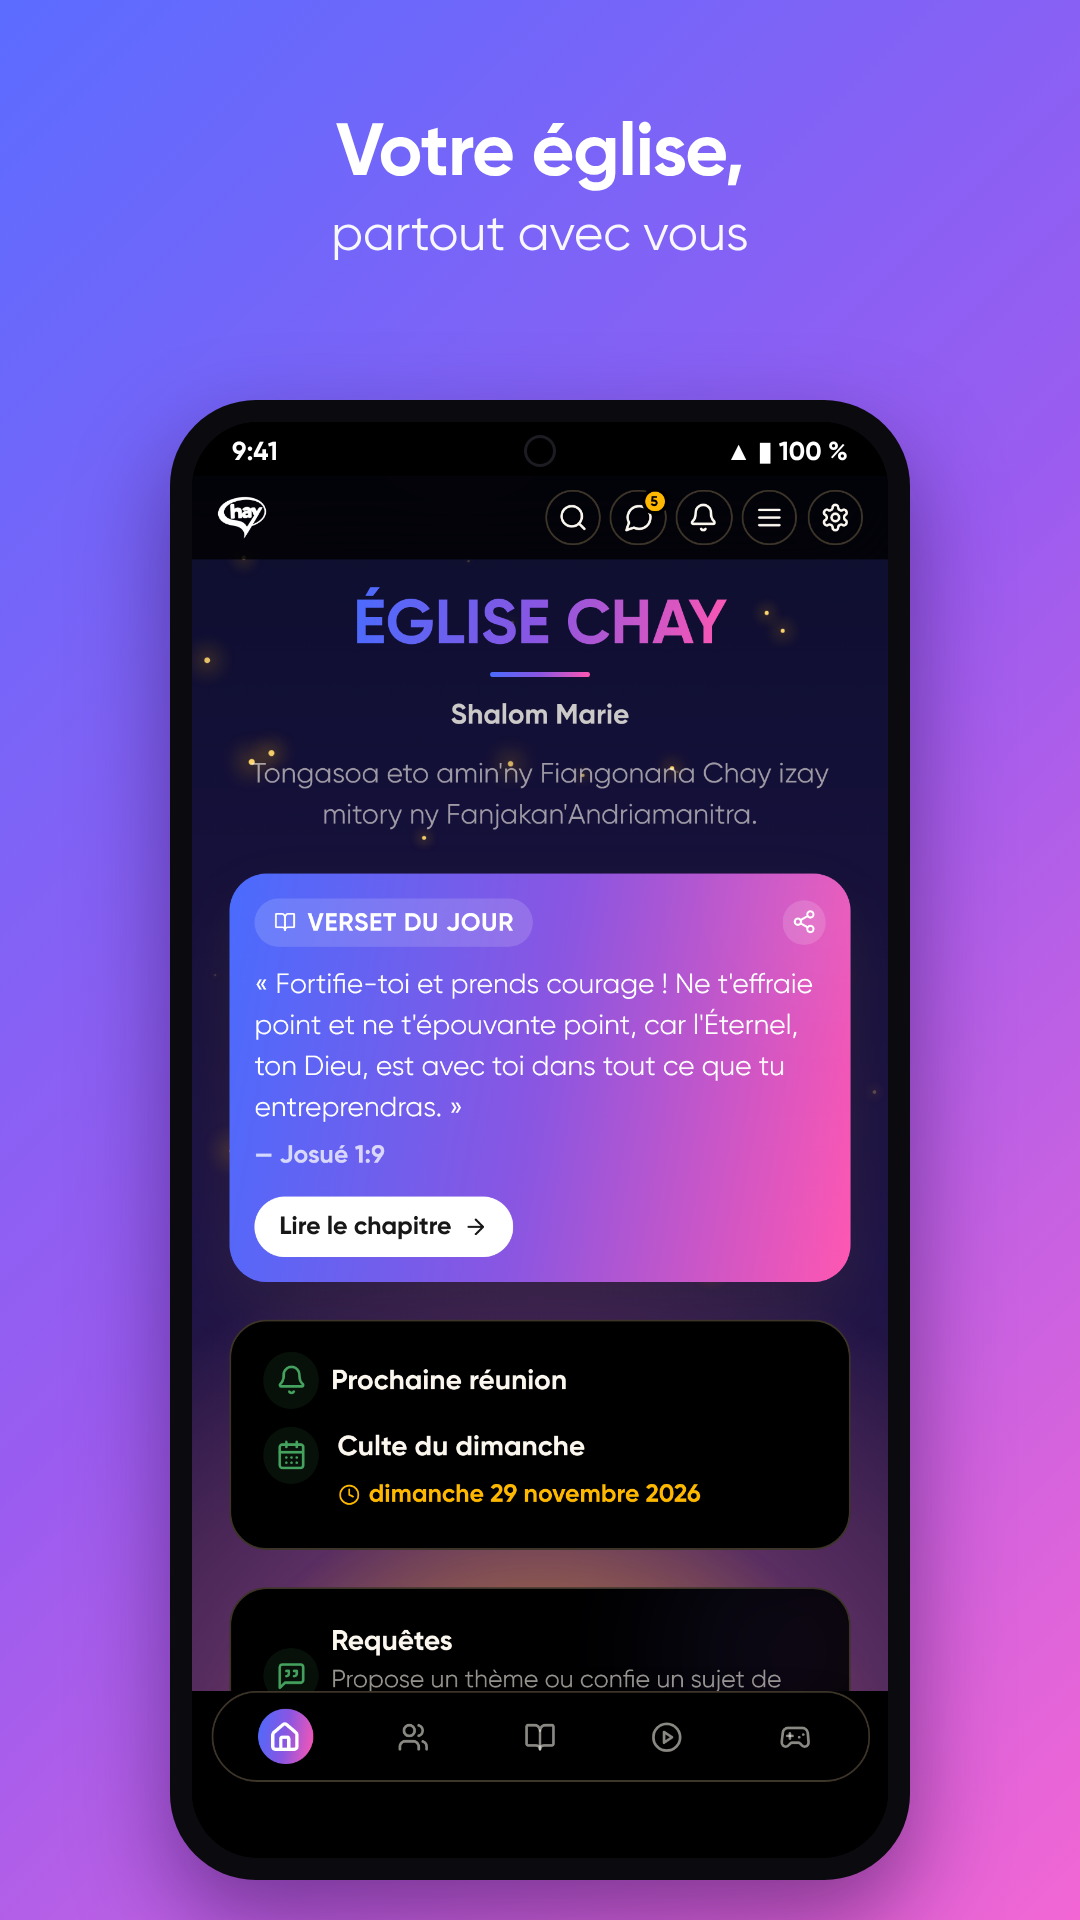 Votre église,
partout avec vous
9:41
100 %
hay
5
ÉGLISE CHAY
Shalom Marie
Tongasoa eto amin'ny Fiangonana Chay izay
mitory ny Fanjakan'Andriamanitra.
VERSET DU JOUR
« Fortifie-toi et prends courage ! Ne t'effraie
point et ne t'épouvante point, car l'Éternel,
ton Dieu, est avec toi dans tout ce que tu
entreprendras. »
— Josué 1:9
Lire le chapitre →
Prochaine réunion
Culte du dimanche
dimanche 29 novembre 2026
Requêtes
Propose un thème ou confie un sujet de